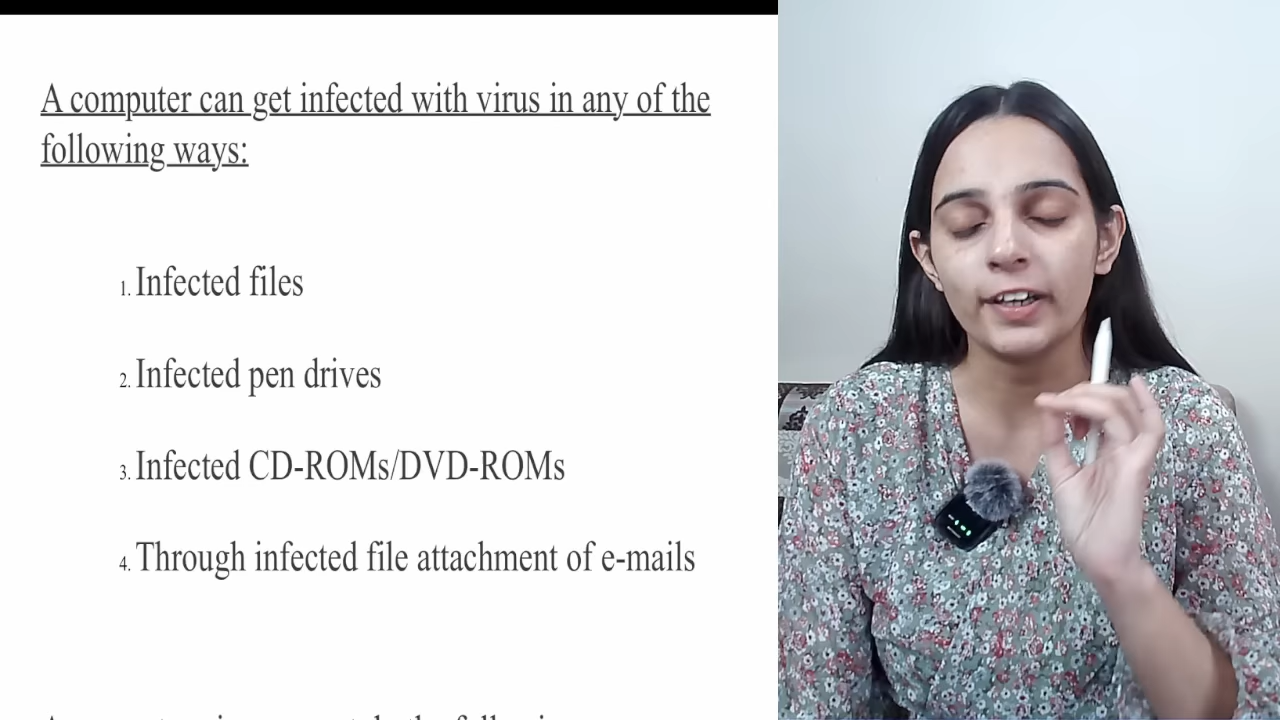 A computer can get infected with virus in any of the
following ways:
1. Infected files
2. Infected pen drives
3. Infected CD-ROMs/DVD-ROMs
4. Through infected file attachment of e-mails